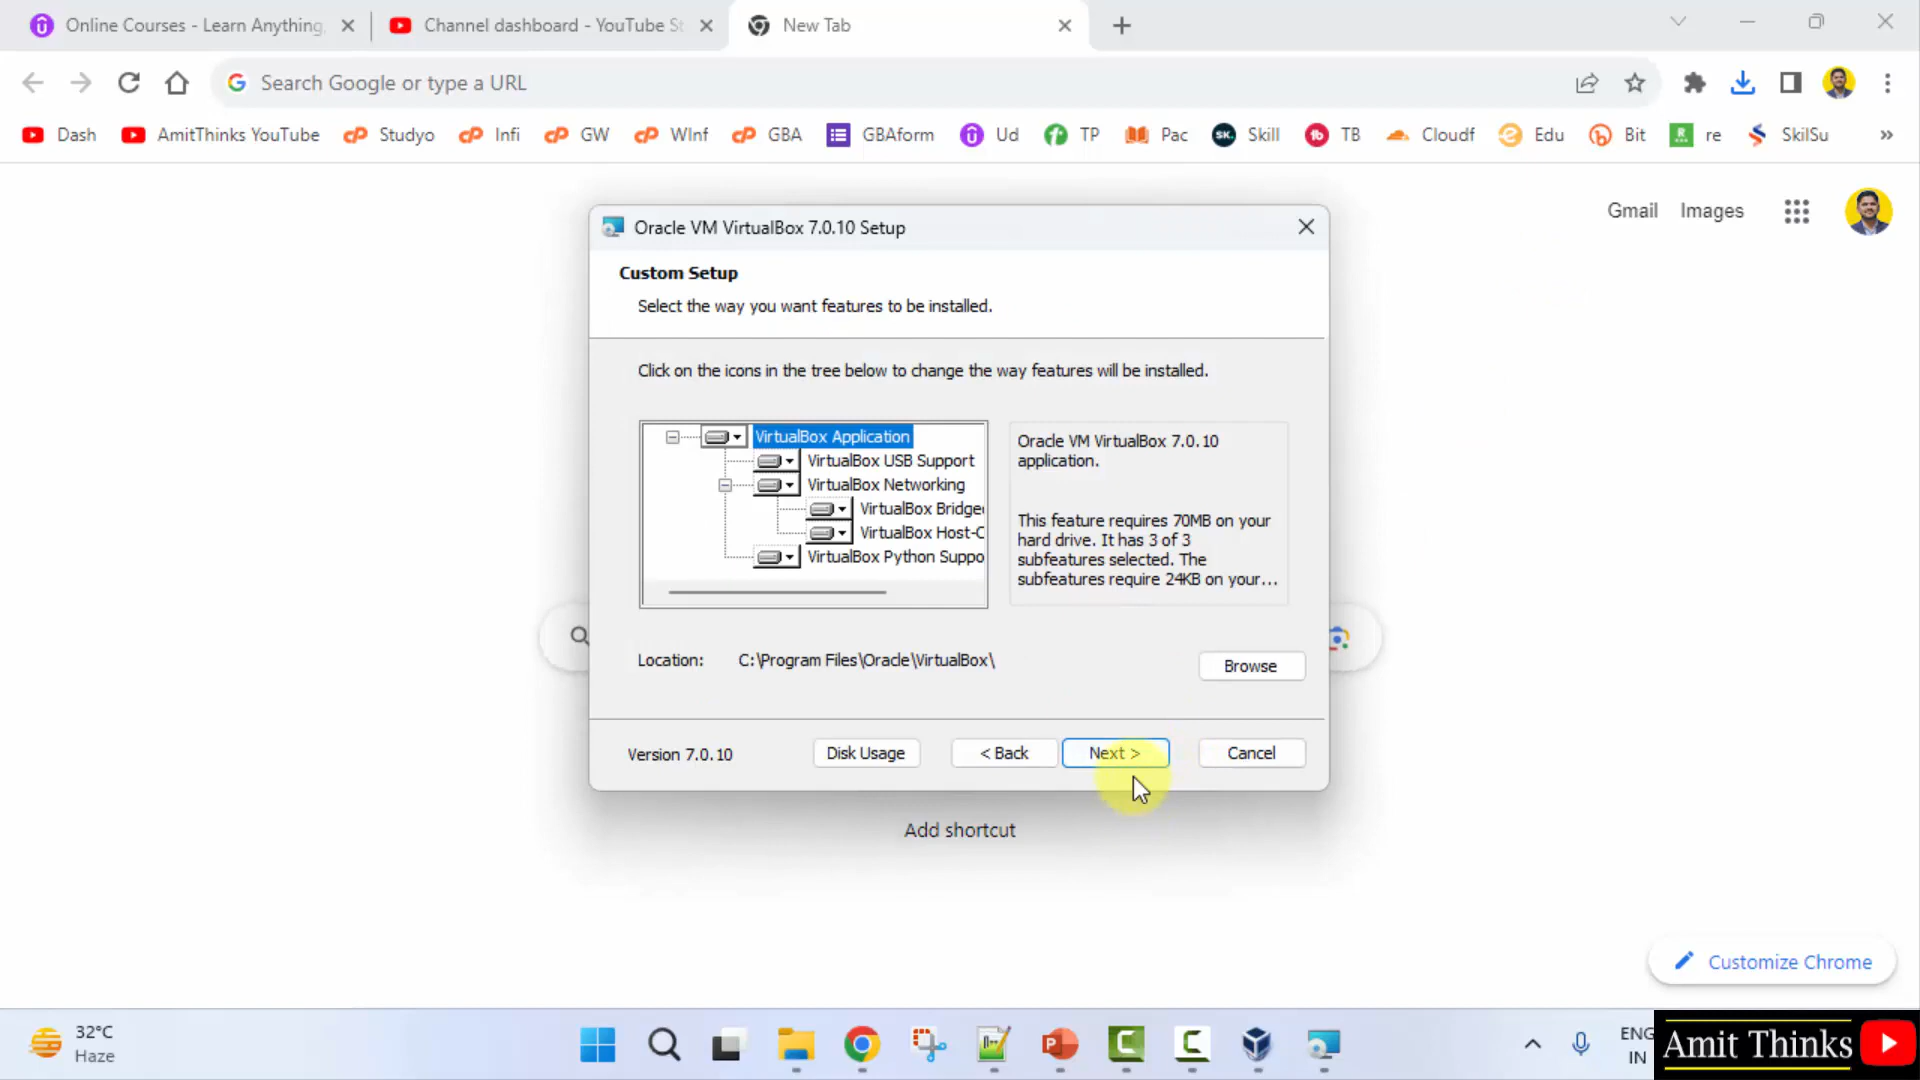 Online Courses - Learn Anything,
Channel dashboard - YouTube St
New Tab
Search Google or type a URL
Dash
AmitThinks YouTube
Studyo
Infi
GW
WInf
GBA
GBAform
Ud
TP
Pac
Skill
TB
Cloudf
Edu
Bit
re
SkilSu
Gmail
Images
Oracle VM VirtualBox 7.0.10 Setup
Custom Setup
Select the way you want features to be installed.
Click on the icons in the tree below to change the way features will be installed.
VirtualBox Application
VirtualBox USB Support
VirtualBox Networking
VirtualBox Bridge
VirtualBox Host-C
VirtualBox Python Suppo
Oracle VM VirtualBox 7.0.10
application.
This feature requires 70MB on your
hard drive. It has 3 of 3
subfeatures selected. The
subfeatures require 24KB on your...
Location: C:\Program Files\Oracle\VirtualBox\
Browse
Version 7.0.10
Disk Usage
< Back
Next >
Cancel
Add shortcut
Customize Chrome
32°C
Haze
ENG
IN
Amit Thinks